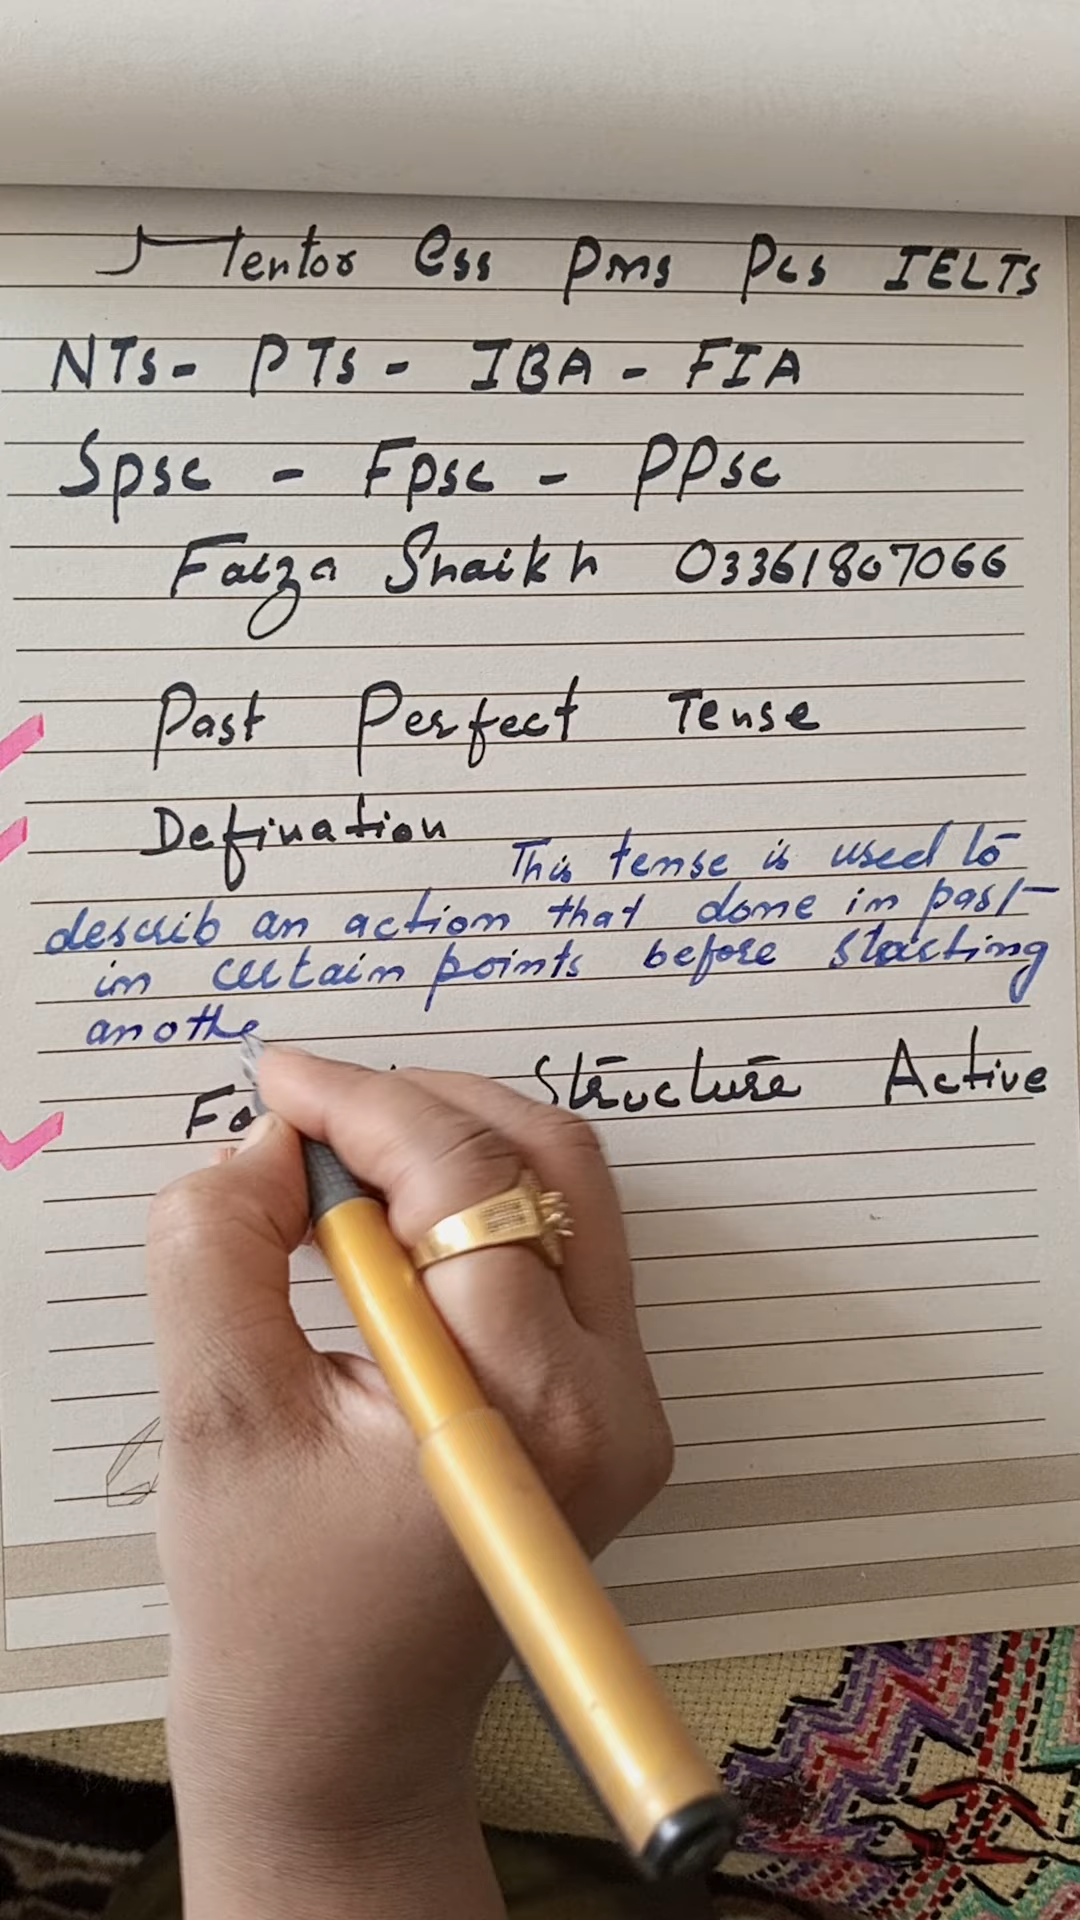 Mentor Css Pms Pcs IELTs
NTs- PTs - IBA - FIA
Spsc - Fpsc - PPsc
Faiza Shaikh 03361807066
Past Perfect Tense
Defination
This tense is used to
describ an action that done in past
in certain points before starting
anothe
Structure Active